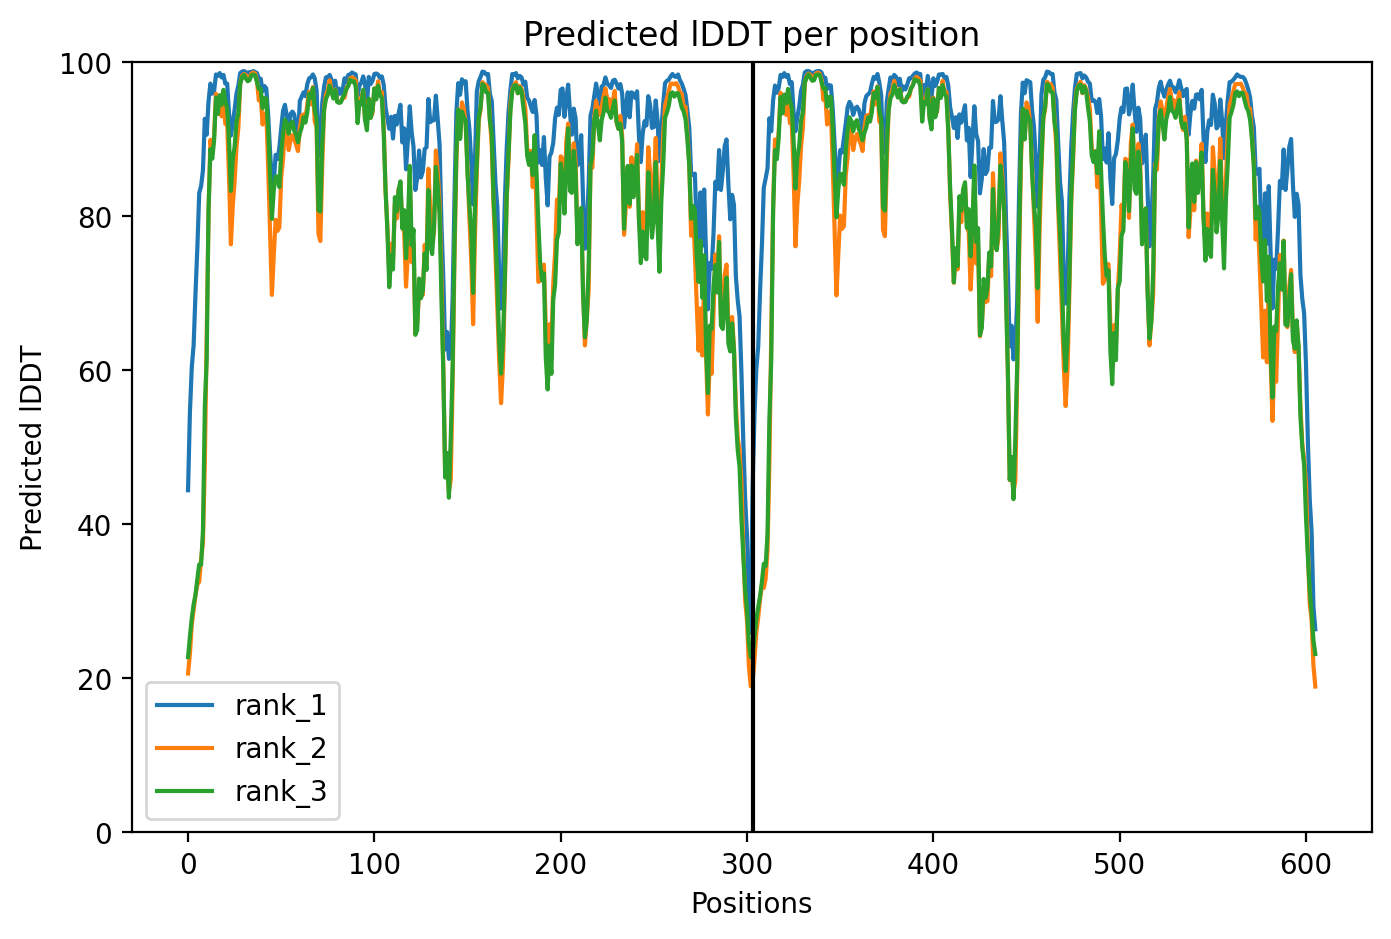 Predicted lDDT per position
100
80
60
40
20
0
Predicted lDDT
rank_1
rank_2
rank_3
0 100 200 300 400 500 600
Positions